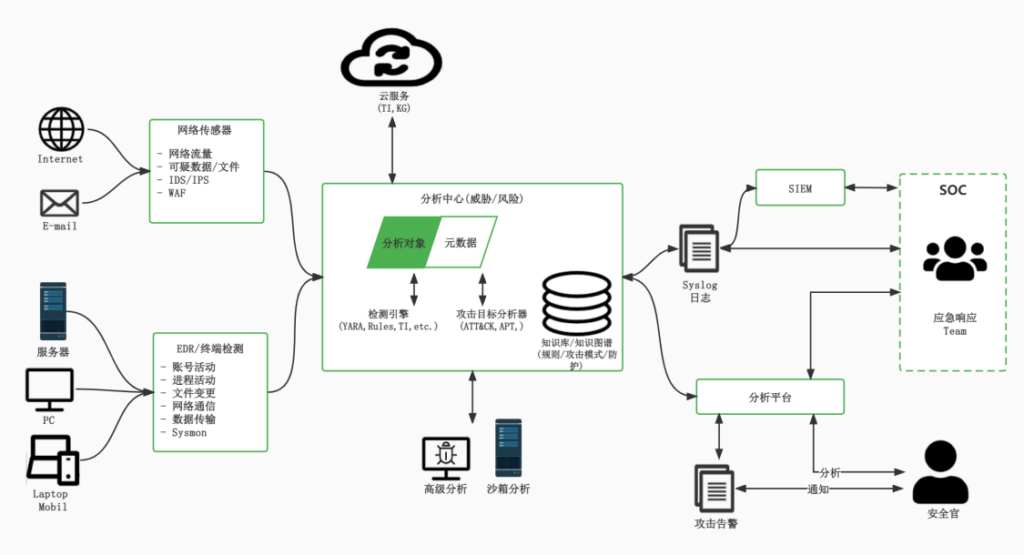 云服务
(TI,KG)
Internet
E-mail
网络传感器
- 网络流量
- 可疑数据/文件
- IDS/IPS
- WAF
服务器
PC
Laptop
Mobil
EDR/终端检测
- 账号活动
- 进程活动
- 文件变更
- 网络通信
- 数据传输
- Sysmon
分析中心(威胁/风险)
分析对象
元数据
检测引擎
(YARA,Rules,TI,etc.)
攻击目标分析器
(ATT&CK,APT,)
知识库/知识图谱
(规则/攻击模式/防
护)
高级分析
沙箱分析
Syslog
日志
SIEM
SOC
应急响应
Team
分析平台
攻击告警
分析
通知
安全官